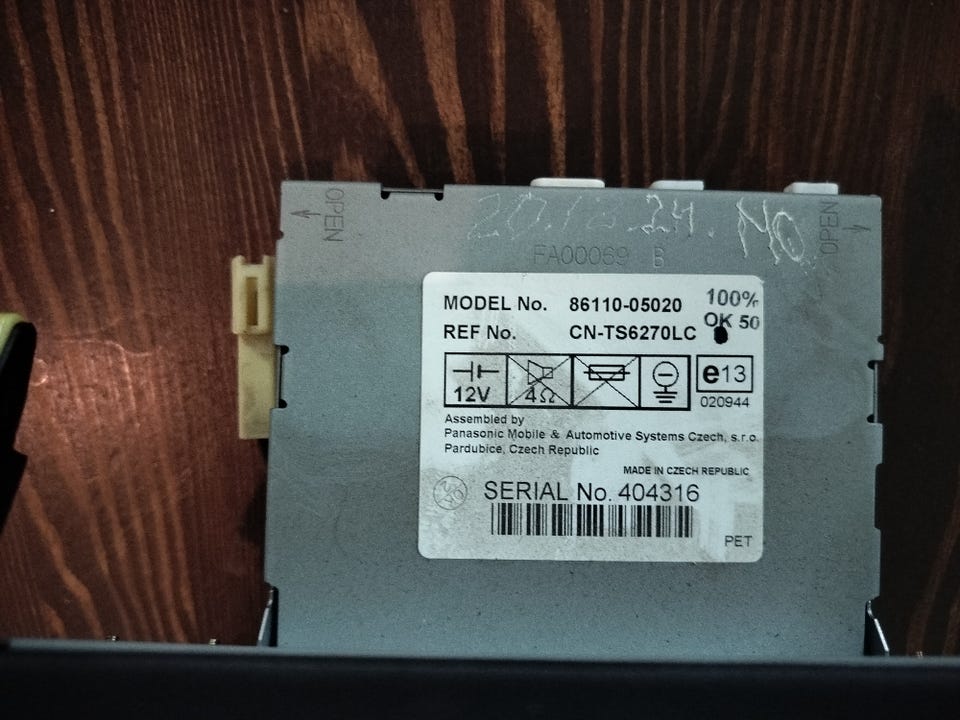 OPEN
OPEN
NO
FA00069 B
MODEL No. 86110-05020
100%
OK 50
REF No. CN-TS6270LC
12V
4Ω
e13
020944
Assembled by
Panasonic Mobile & Automotive Systems Czech, s.r.o.
Pardubice, Czech Republic
MADE IN CZECH REPUBLIC
SERIAL No. 404316
PET